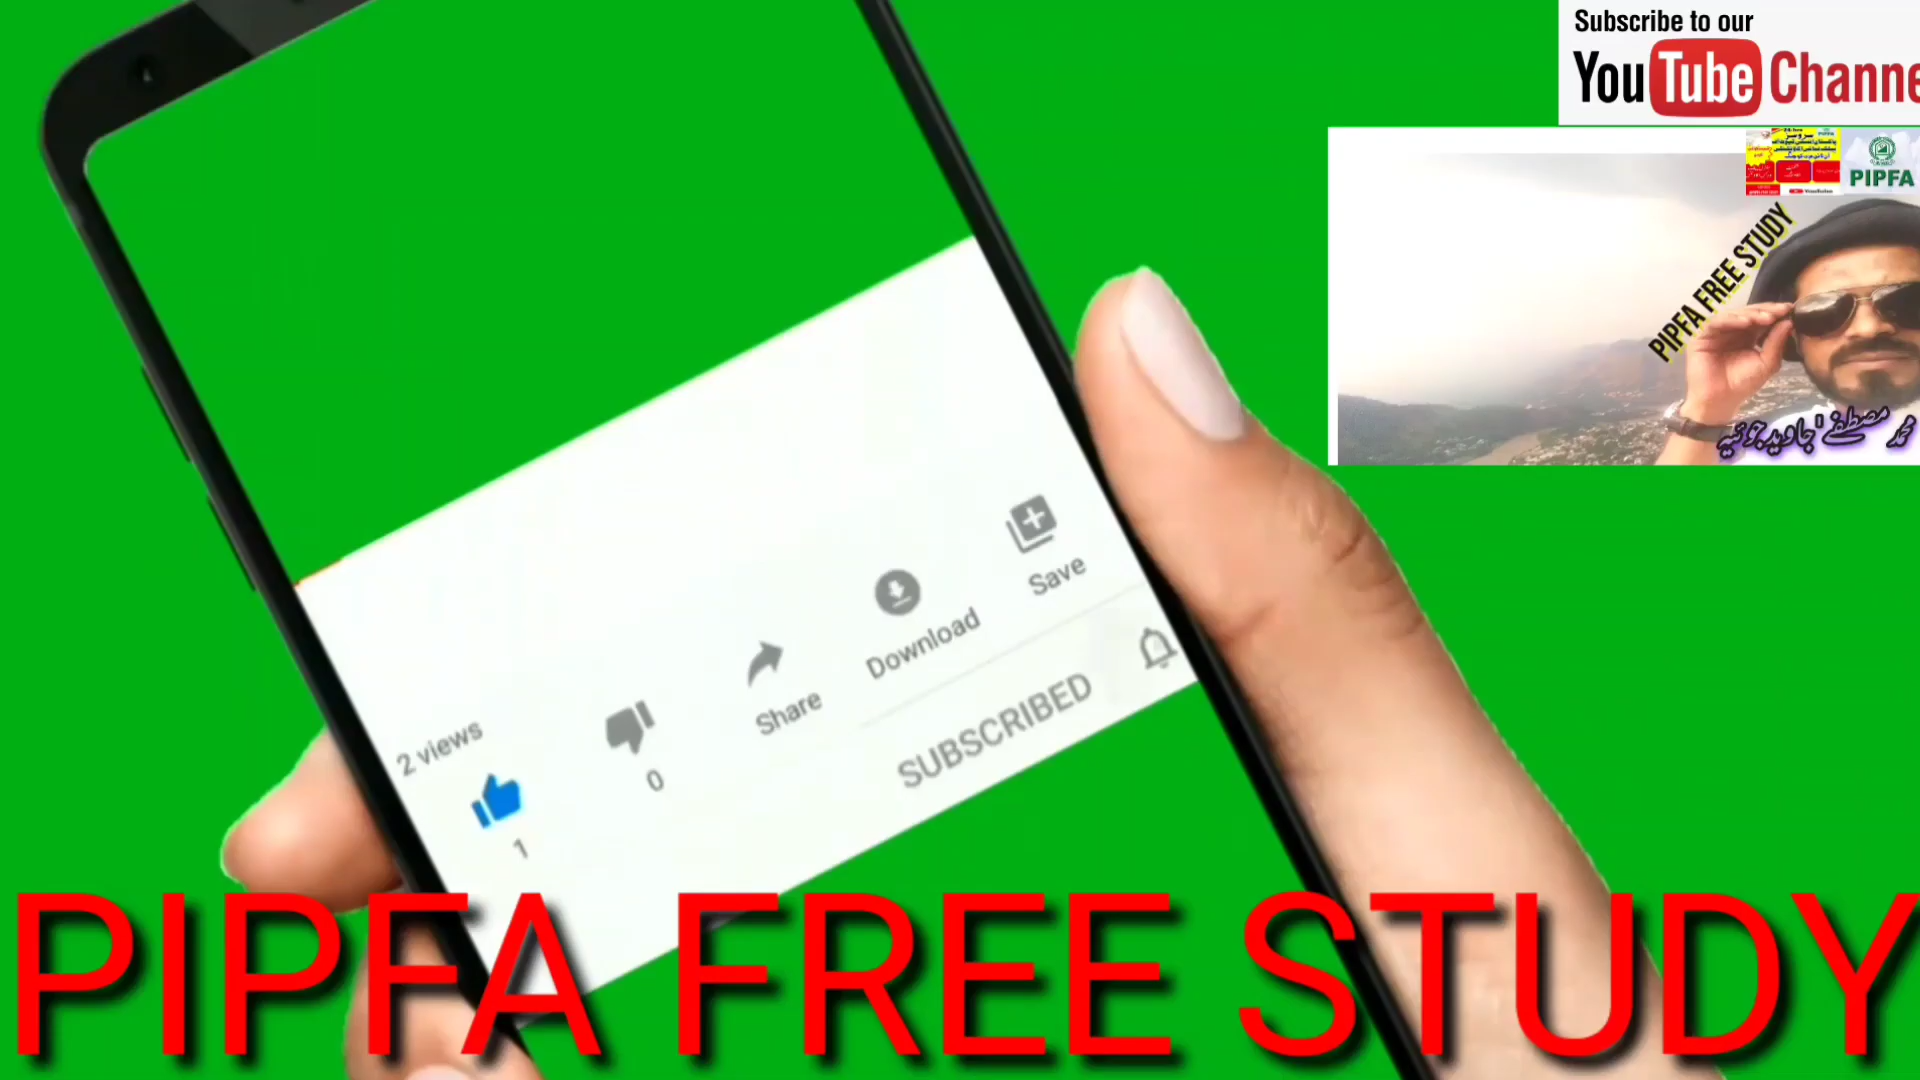 Subscribe to our
YouTube Channe
PIPFA
PIPFA FREE STUDY
محمد مصطفےٰ جاوید جوئیہ
Save
Download
Share
2 views
0
1
SUBSCRIBED
PIPFA FREE STUDY